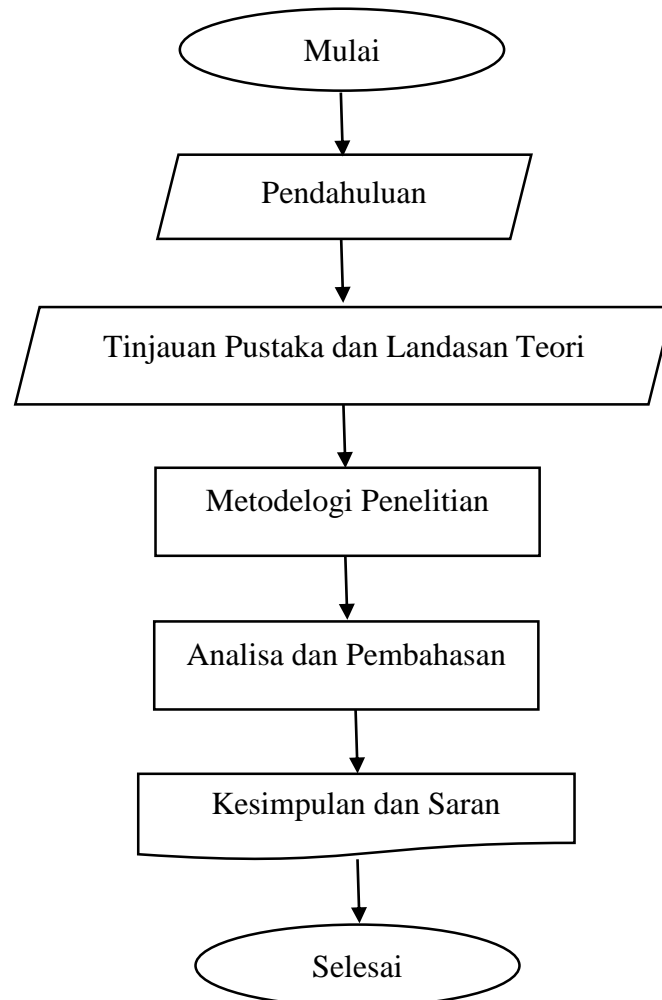 Mulai
Pendahuluan
Tinjauan Pustaka dan Landasan Teori
Metodelogi Penelitian
Analisa dan Pembahasan
Kesimpulan dan Saran
Selesai